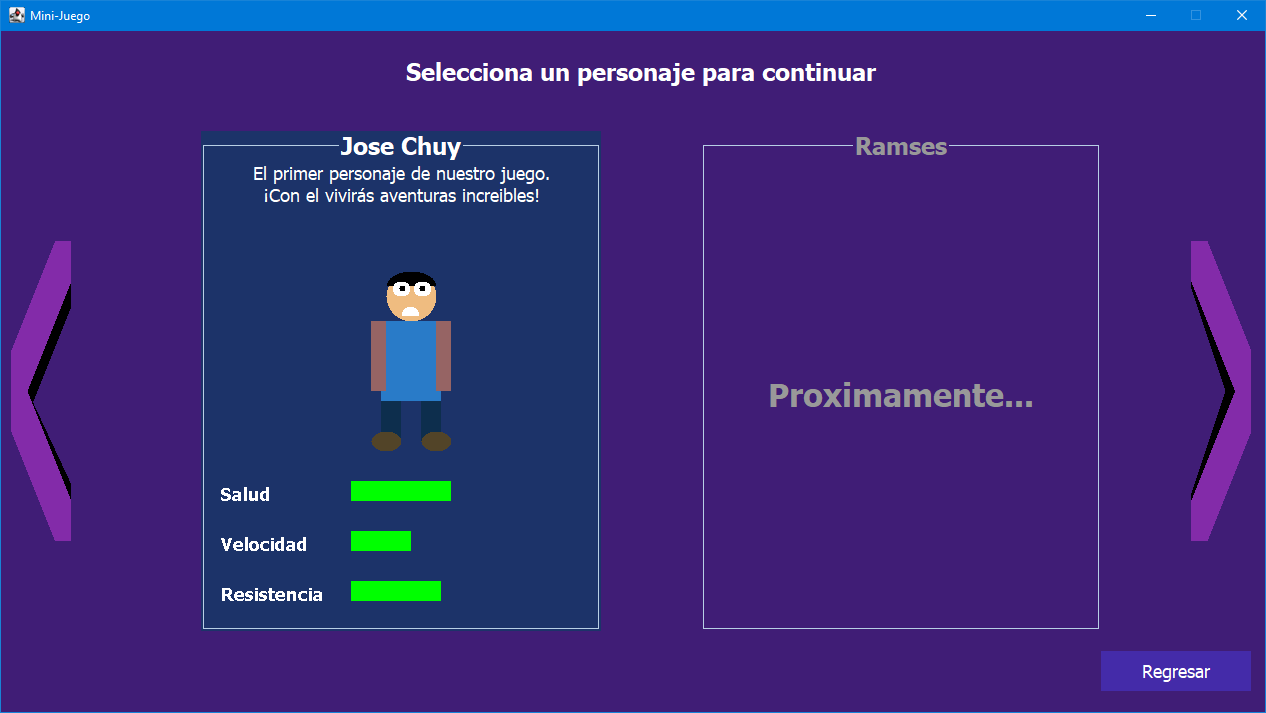 Mini-Juego
Selecciona un personaje para continuar
Jose Chuy
El primer personaje de nuestro juego.
¡Con el vivirás aventuras increibles!
Salud
Velocidad
Resistencia
Ramses
Proximamente...
Regresar